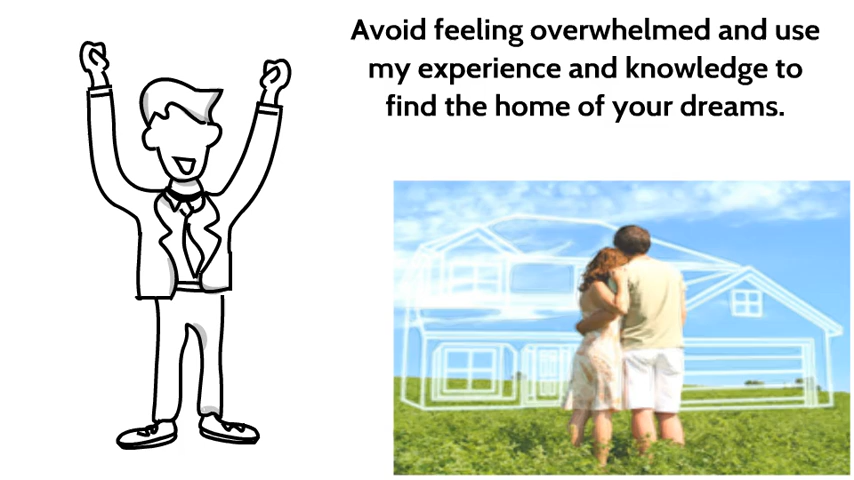 Avoid feeling overwhelmed and use
my experience and knowledge to
find the home of your dreams.